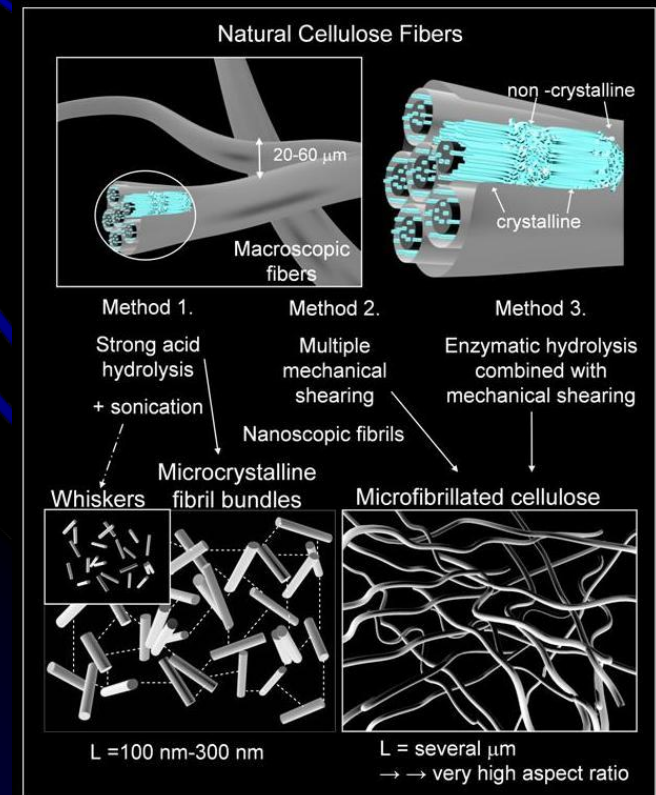 Natural Cellulose Fibers
20-60 μm
Macroscopic
fibers
non -crystalline
crystalline
Method 1.
Strong acid
hydrolysis
+ sonication
Method 2.
Multiple
mechanical
shearing
Method 3.
Enzymatic hydrolysis
combined with
mechanical shearing
Nanoscopic fibrils
Whiskers
Microcrystalline
fibril bundles
Microfibrillated cellulose
L =100 nm-300 nm
L = several μm
→ → very high aspect ratio